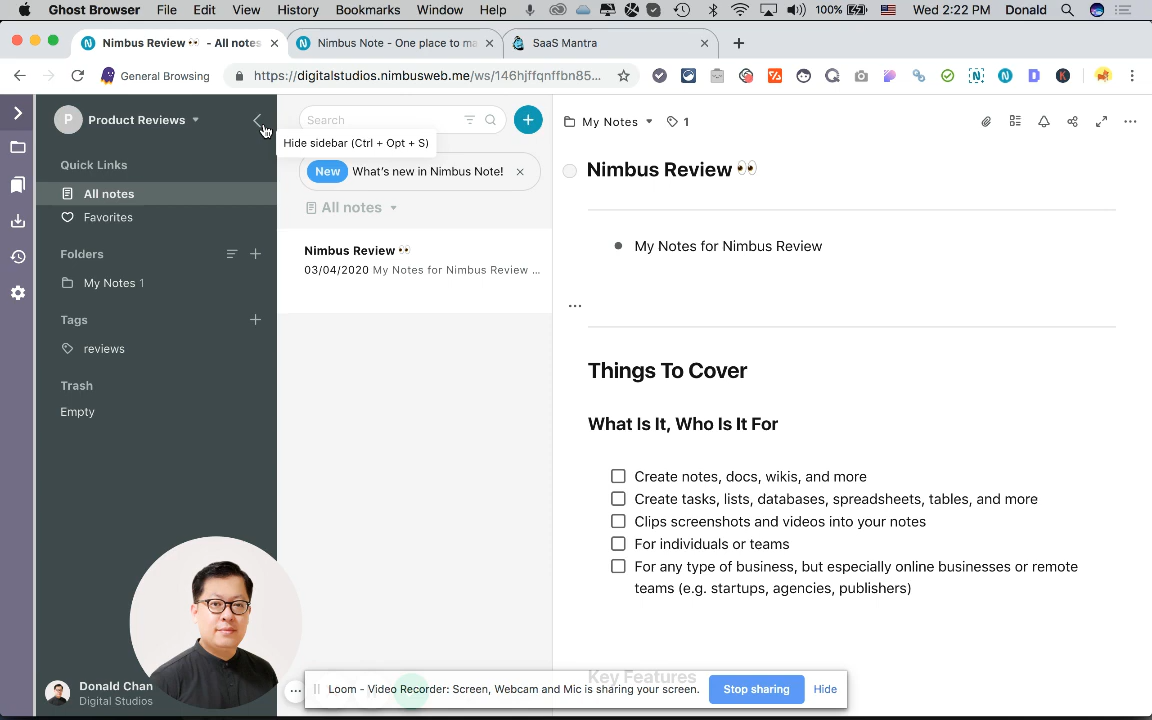 Ghost Browser File Edit View History Bookmarks Window Help 100% Wed 2:22 PM Donald
Nimbus Review 👀 - All notes
Nimbus Note - One place to ma
SaaS Mantra
General Browsing
https://digitalstudios.nimbusweb.me/ws/146hjffqnffbn85...
P Product Reviews
Hide sidebar (Ctrl + Opt + S)
Quick Links
All notes
Favorites
Folders
My Notes 1
Tags
reviews
Trash
Empty
Donald Chan
Digital Studios
Search
New What's new in Nimbus Note!
All notes
Nimbus Review 👀
03/04/2020 My Notes for Nimbus Review ...
My Notes 1
Nimbus Review 👀
My Notes for Nimbus Review
Things To Cover
What Is It, Who Is It For
Create notes, docs, wikis, and more
Create tasks, lists, databases, spreadsheets, tables, and more
Clips screenshots and videos into your notes
For individuals or teams
For any type of business, but especially online businesses or remote
teams (e.g. startups, agencies, publishers)
Key Features
Loom - Video Recorder: Screen, Webcam and Mic is sharing your screen. Stop sharing Hide